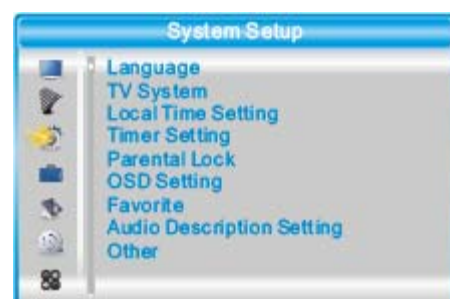 System Setup
Language
TV System
Local Time Setting
Timer Setting
Parental Lock
OSD Setting
Favorite
Audio Description Setting
Other